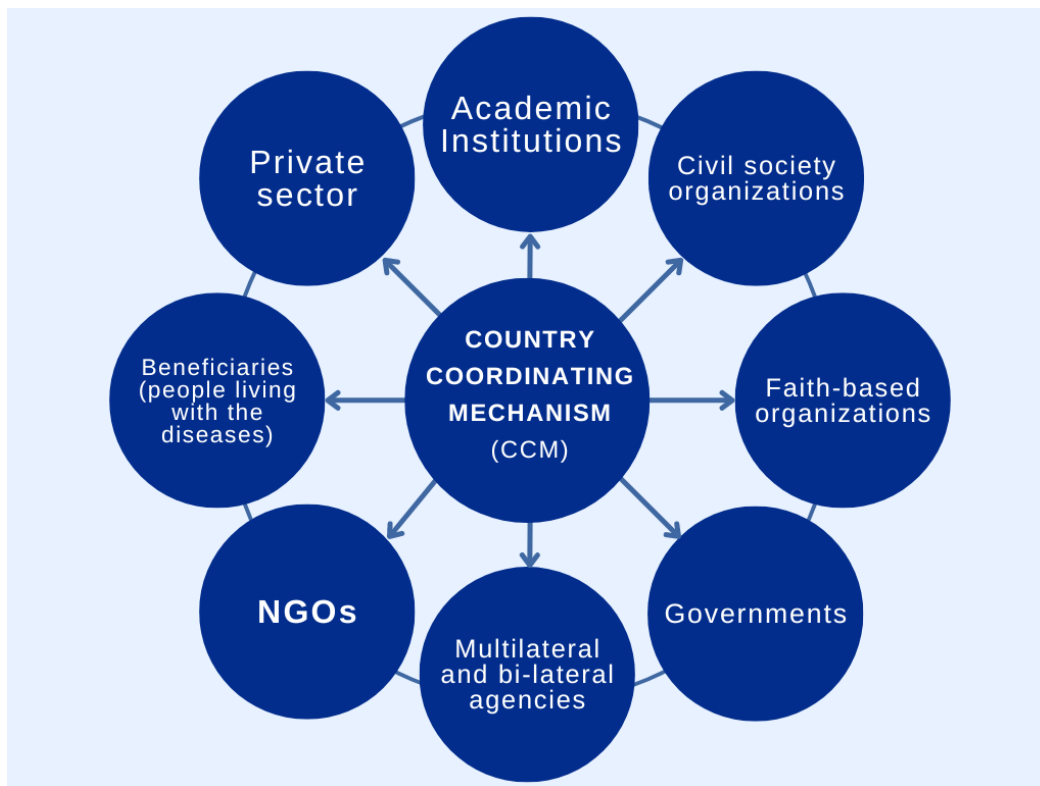 Academic
Institutions
Civil society
organizations
Private
sector
COUNTRY
COORDINATING
MECHANISM
(CCM)
Beneficiaries
(people living
with the
diseases)
Faith-based
organizations
NGOs
Governments
Multilateral
and bi-lateral
agencies